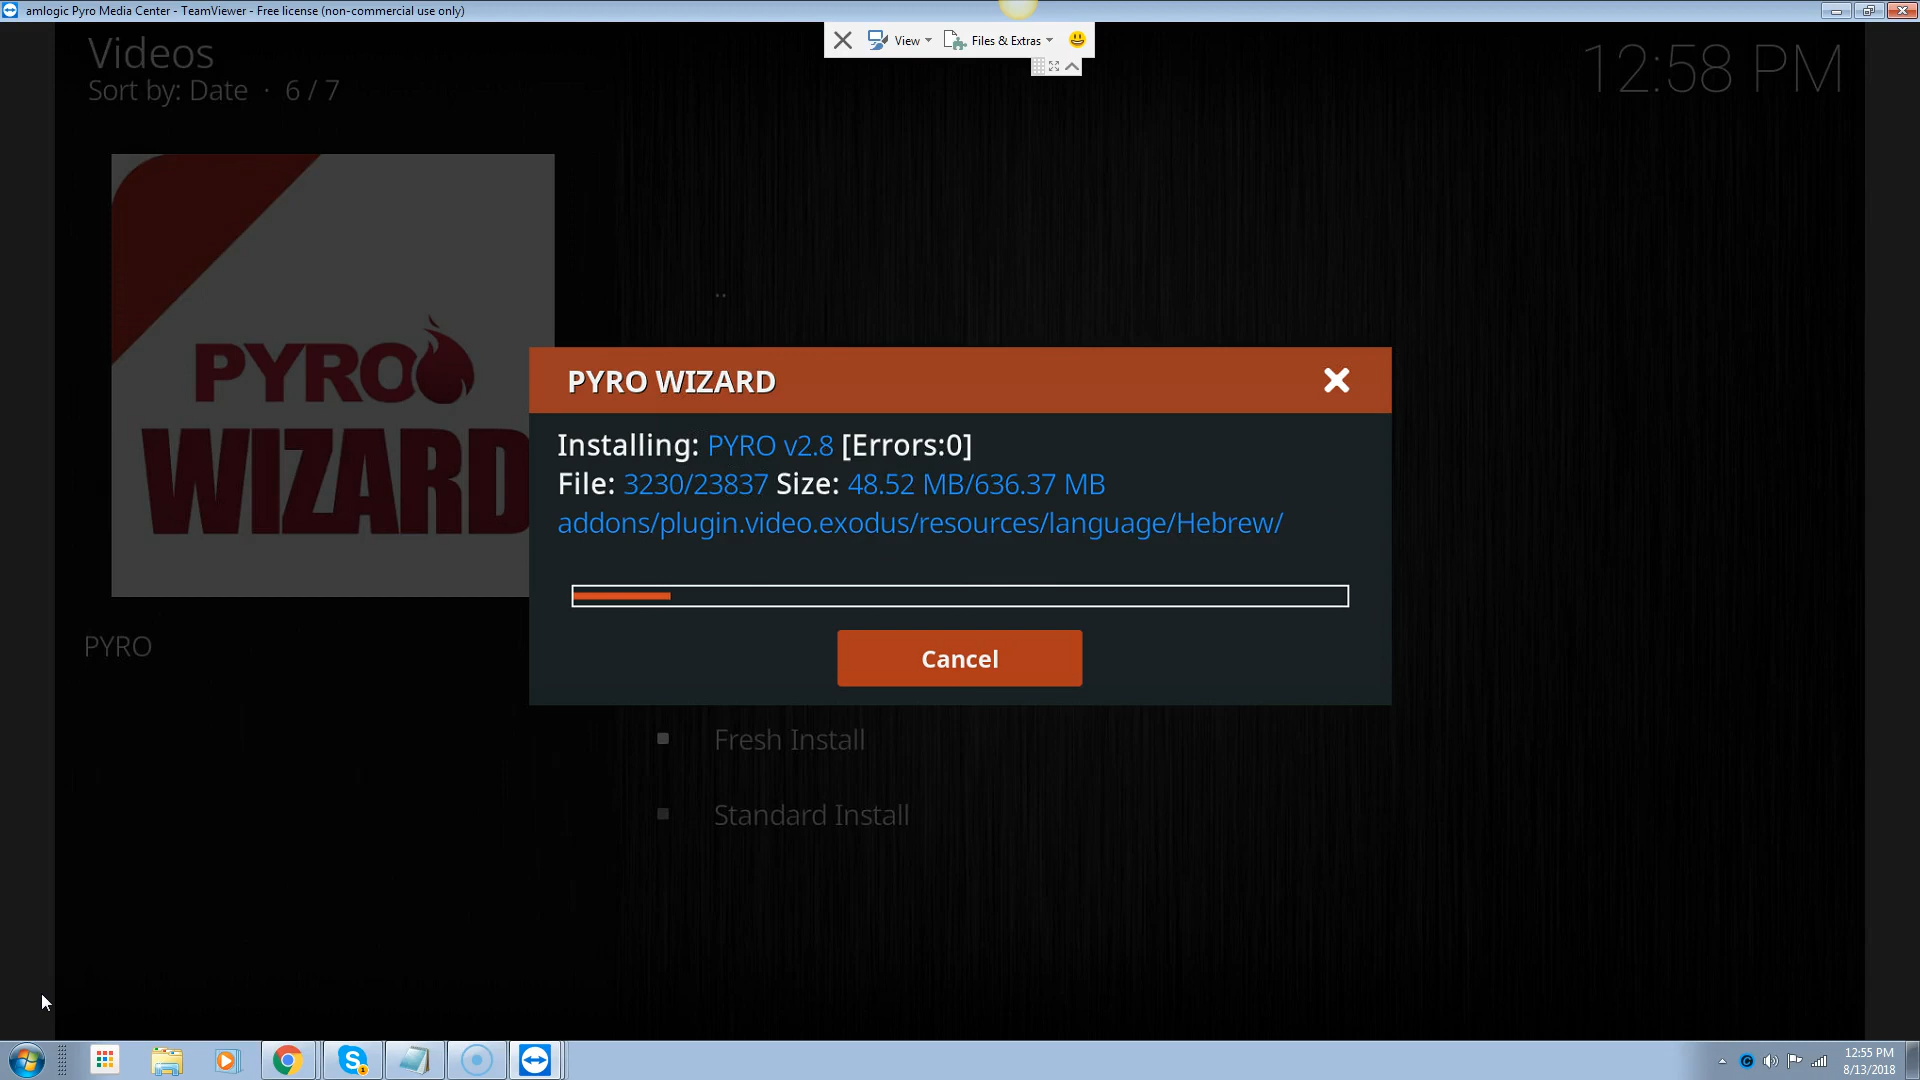 amlogic Pyro Media Center - TeamViewer - Free license (non-commercial use only)
View
Files & Extras
Videos
Sort by: Date · 6 / 7
12:58 PM
..
PYRO
WIZARD
PYRO WIZARD
Installing: PYRO v2.8 [Errors:0]
File: 3230/23837 Size: 48.52 MB/636.37 MB
addons/plugin.video.exodus/resources/language/Hebrew/
Cancel
PYRO
Fresh Install
Standard Install
12:55 PM
8/13/2018